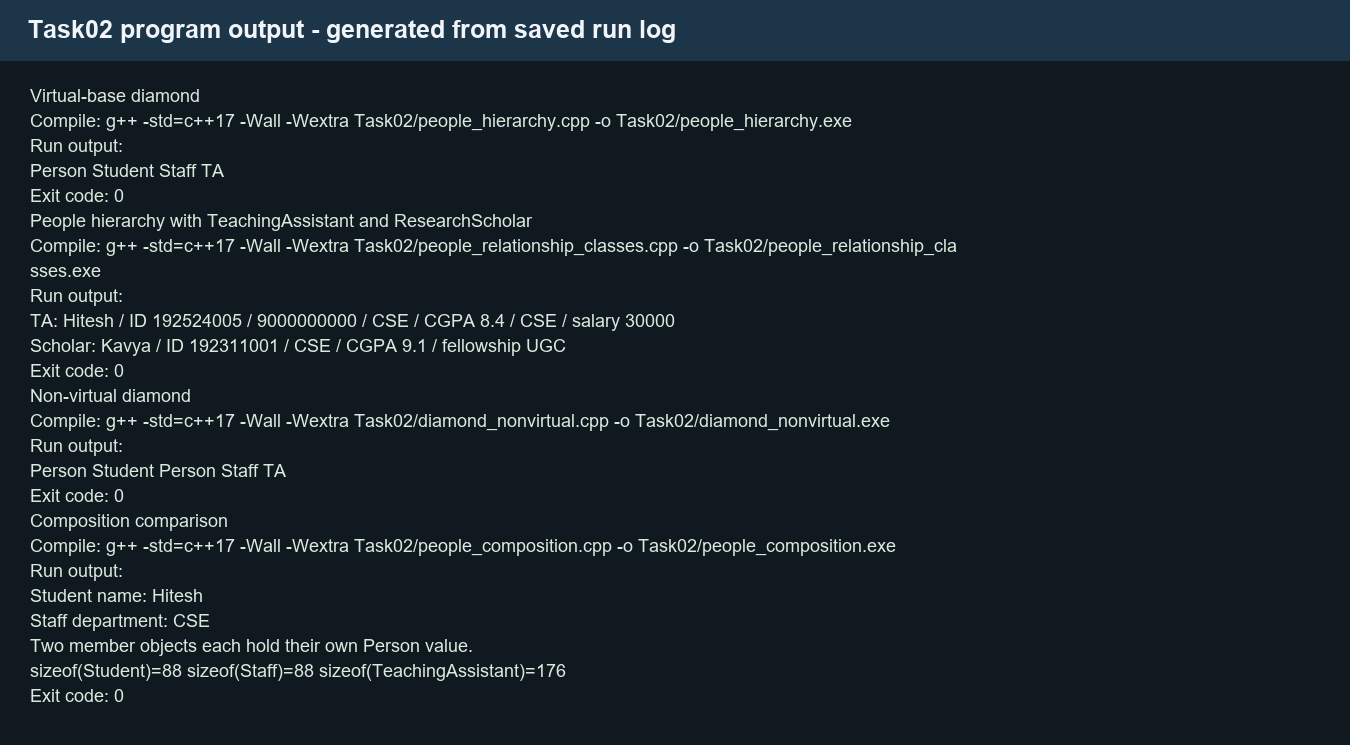 Task02 program output - generated from saved run log
Virtual-base diamond
Compile: g++ -std=c++17 -Wall -Wextra Task02/people_hierarchy.cpp -o Task02/people_hierarchy.exe
Run output:
Person Student Staff TA
Exit code: 0
People hierarchy with TeachingAssistant and ResearchScholar
Compile: g++ -std=c++17 -Wall -Wextra Task02/people_relationship_classes.cpp -o Task02/people_relationship_cla
sses.exe
Run output:
TA: Hitesh / ID 192524005 / 9000000000 / CSE / CGPA 8.4 / CSE / salary 30000
Scholar: Kavya / ID 192311001 / CSE / CGPA 9.1 / fellowship UGC
Exit code: 0
Non-virtual diamond
Compile: g++ -std=c++17 -Wall -Wextra Task02/diamond_nonvirtual.cpp -o Task02/diamond_nonvirtual.exe
Run output:
Person Student Person Staff TA
Exit code: 0
Composition comparison
Compile: g++ -std=c++17 -Wall -Wextra Task02/people_composition.cpp -o Task02/people_composition.exe
Run output:
Student name: Hitesh
Staff department: CSE
Two member objects each hold their own Person value.
sizeof(Student)=88 sizeof(Staff)=88 sizeof(TeachingAssistant)=176
Exit code: 0